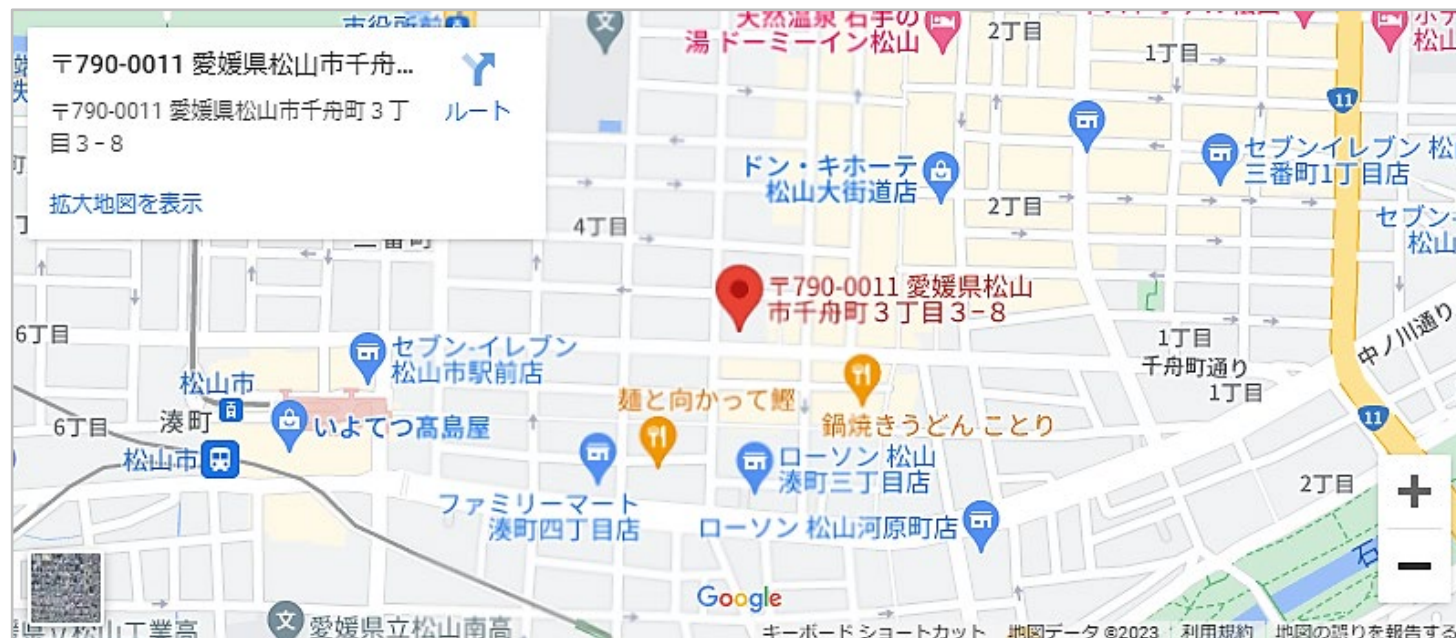 市役所前
〒790-0011 愛媛県松山市千舟...
〒790-0011 愛媛県松山市千舟町３丁
目３−８
ルート
拡大地図を表示
天然温泉 石手の
湯 ドーミーイン松山
2丁目
1丁目
11
松山
ドン・キホーテ
松山大街道店
セブンイレブン 松
三番町1丁目店
2丁目
セブン-
松山
4丁目
〒790-0011 愛媛県松山
市千舟町３丁目３−８
6丁目
セブン-イレブン
松山市駅前店
1丁目
千舟町通り
1丁目
中ノ川通り
松山市
湊町
いよてつ髙島屋
6丁目
松山市
麺と向かって鰹
鍋焼きうどん ことり
11
ローソン 松山
湊町三丁目店
2丁目
ファミリーマート
湊町四丁目店
ローソン 松山河原町店
石
Google
愛媛県立松山南高
キーボード ショートカット
地図データ ©2023
利用規約
地図の誤りを報告する